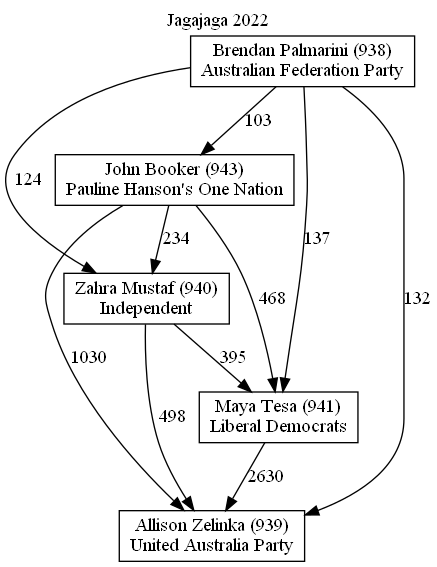 Jagajaga 2022
Brendan Palmarini (938)
Australian Federation Party
103
John Booker (943)
Pauline Hanson's One Nation
124
234
137
132
Zahra Mustaf (940)
Independent
468
1030
395
498
Maya Tesa (941)
Liberal Democrats
2630
Allison Zelinka (939)
United Australia Party